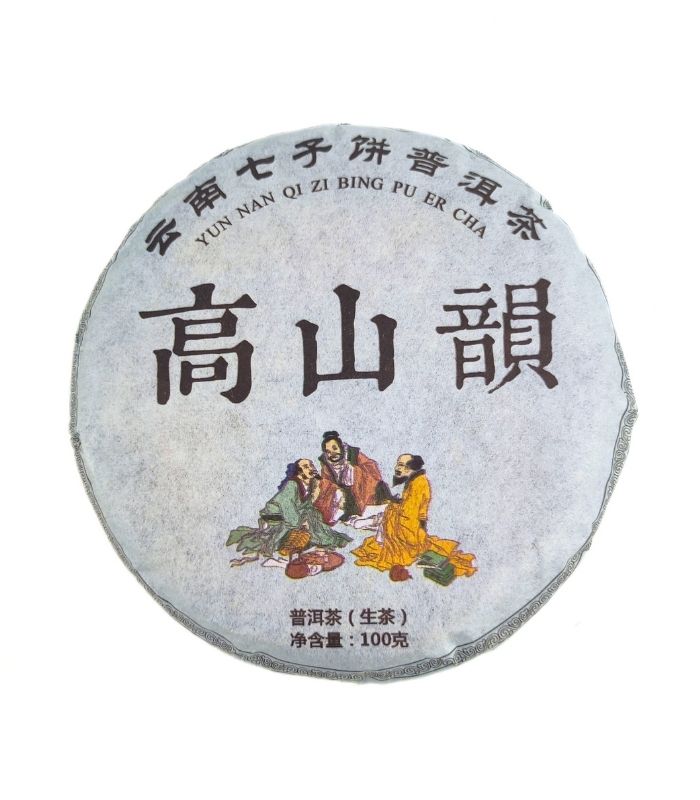 云南七子饼普洱茶
YUN NAN QI ZI BING PU ER CHA
高山韻
普洱茶（生茶）
净含量：100克